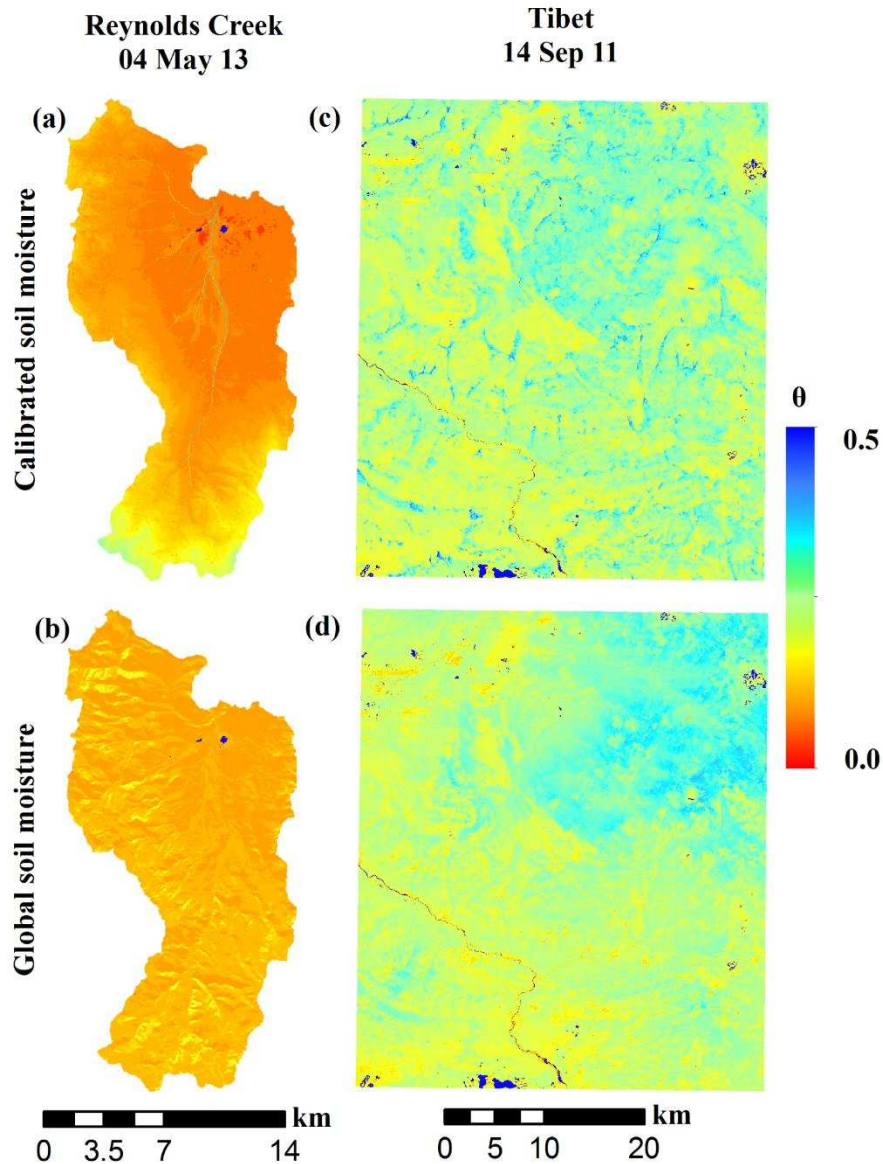 Reynolds Creek
04 May 13
Tibet
14 Sep 11
(a)
(c)
Calibrated soil moisture
θ
0.5
0.0
(b)
(d)
Global soil moisture
km
0 3.5 7 14
km
0 5 10 20